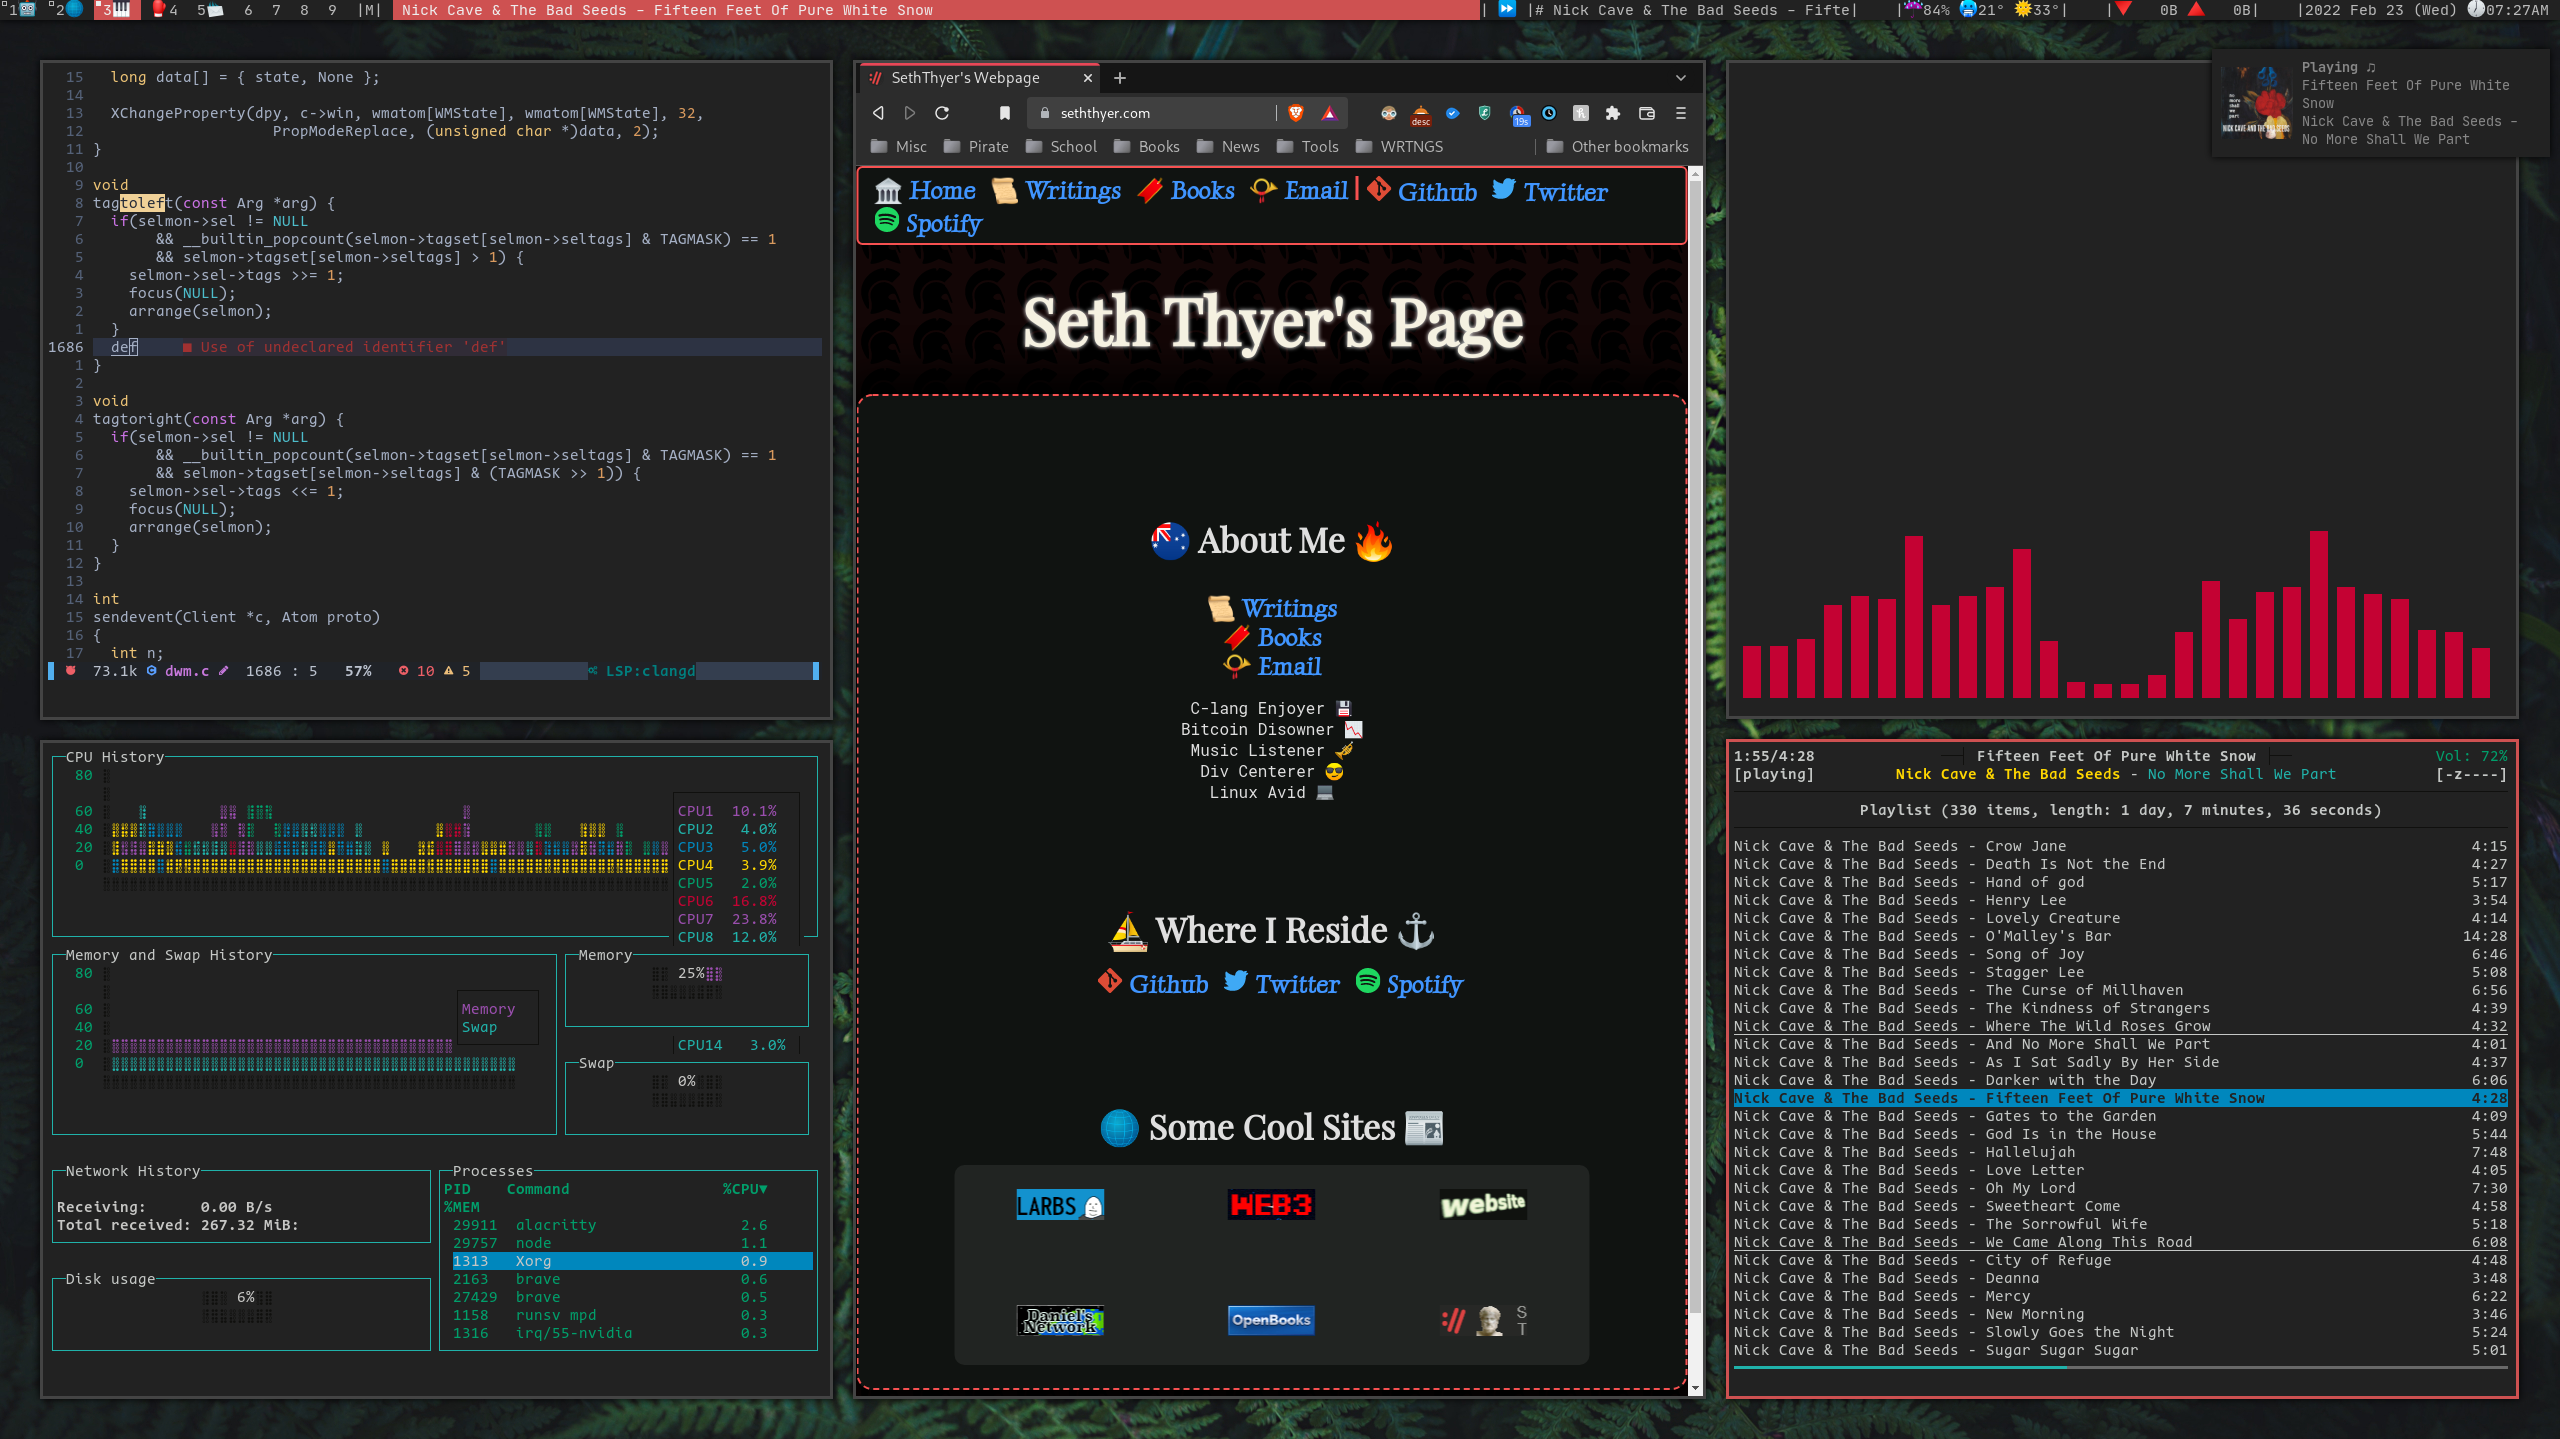 1 2 3 4 5 6 7 8 9 |M| Nick Cave & The Bad Seeds - Fifteen Feet Of Pure White Snow | |# Nick Cave & The Bad Seeds - Fifte| |84% 21° 33°| | 0B 0B| |2022 Feb 23 (Wed) 07:27AM
Playing ♫
Fifteen Feet Of Pure White
Snow
Nick Cave & The Bad Seeds -
No More Shall We Part
15 long data[] = { state, None };
14
13 XChangeProperty(dpy, c->win, wmatom[WMState], wmatom[WMState], 32,
12 PropModeReplace, (unsigned char *)data, 2);
11 }
10
9 void
8 tagtoleft(const Arg *arg) {
7 if(selmon->sel != NULL
6 && __builtin_popcount(selmon->tagset[selmon->seltags] & TAGMASK) == 1
5 && selmon->tagset[selmon->seltags] > 1) {
4 selmon->sel->tags >>= 1;
3 focus(NULL);
2 arrange(selmon);
1 }
1686 def ■ Use of undeclared identifier 'def'
1 }
2
3 void
4 tagtoright(const Arg *arg) {
5 if(selmon->sel != NULL
6 && __builtin_popcount(selmon->tagset[selmon->seltags] & TAGMASK) == 1
7 && selmon->tagset[selmon->seltags] & (TAGMASK >> 1)) {
8 selmon->sel->tags <<= 1;
9 focus(NULL);
10 arrange(selmon);
11 }
12 }
13
14 int
15 sendevent(Client *c, Atom proto)
16 {
17 int n;
73.1k dwm.c 1686 : 5 57% 10 5 LSP:clangd
CPU History
80
60
40
20
0
CPU1 10.1%
CPU2 4.0%
CPU3 5.0%
CPU4 3.9%
CPU5 2.0%
CPU6 16.8%
CPU7 23.8%
CPU8 12.0%
Memory and Swap History
80
60
40
20
0
Memory
Swap
Memory
25%
CPU14 3.0%
Swap
0%
Network History
Receiving: 0.00 B/s
Total received: 267.32 MiB:
Disk usage
6%
Processes
PID Command %CPU▼
%MEM
29911 alacritty 2.6
29757 node 1.1
1313 Xorg 0.9
2163 brave 0.6
27429 brave 0.5
1158 runsv mpd 0.3
1316 irq/55-nvidia 0.3
SethThyer's Webpage
seththyer.com
desc
19s
Misc Pirate School Books News Tools WRTNGS Other bookmarks
Home Writings Books Email | Github Twitter
Spotify
Seth Thyer's Page
About Me
Writings
Books
Email
C-lang Enjoyer
Bitcoin Disowner
Music Listener
Div Centerer
Linux Avid
Where I Reside
Github Twitter Spotify
Some Cool Sites
LARBS WEB3 website
Daniel's Network OpenBooks S T
1:55/4:28 Fifteen Feet Of Pure White Snow Vol: 72%
[playing] Nick Cave & The Bad Seeds - No More Shall We Part [-z----]
Playlist (330 items, length: 1 day, 7 minutes, 36 seconds)
Nick Cave & The Bad Seeds - Crow Jane 4:15
Nick Cave & The Bad Seeds - Death Is Not the End 4:27
Nick Cave & The Bad Seeds - Hand of god 5:17
Nick Cave & The Bad Seeds - Henry Lee 3:54
Nick Cave & The Bad Seeds - Lovely Creature 4:14
Nick Cave & The Bad Seeds - O'Malley's Bar 14:28
Nick Cave & The Bad Seeds - Song of Joy 6:46
Nick Cave & The Bad Seeds - Stagger Lee 5:08
Nick Cave & The Bad Seeds - The Curse of Millhaven 6:56
Nick Cave & The Bad Seeds - The Kindness of Strangers 4:39
Nick Cave & The Bad Seeds - Where The Wild Roses Grow 4:32
Nick Cave & The Bad Seeds - And No More Shall We Part 4:01
Nick Cave & The Bad Seeds - As I Sat Sadly By Her Side 4:37
Nick Cave & The Bad Seeds - Darker with the Day 6:06
Nick Cave & The Bad Seeds - Fifteen Feet Of Pure White Snow 4:28
Nick Cave & The Bad Seeds - Gates to the Garden 4:09
Nick Cave & The Bad Seeds - God Is in the House 5:44
Nick Cave & The Bad Seeds - Hallelujah 7:48
Nick Cave & The Bad Seeds - Love Letter 4:05
Nick Cave & The Bad Seeds - Oh My Lord 7:30
Nick Cave & The Bad Seeds - Sweetheart Come 4:58
Nick Cave & The Bad Seeds - The Sorrowful Wife 5:18
Nick Cave & The Bad Seeds - We Came Along This Road 6:08
Nick Cave & The Bad Seeds - City of Refuge 4:48
Nick Cave & The Bad Seeds - Deanna 3:48
Nick Cave & The Bad Seeds - Mercy 6:22
Nick Cave & The Bad Seeds - New Morning 3:46
Nick Cave & The Bad Seeds - Slowly Goes the Night 5:24
Nick Cave & The Bad Seeds - Sugar Sugar Sugar 5:01